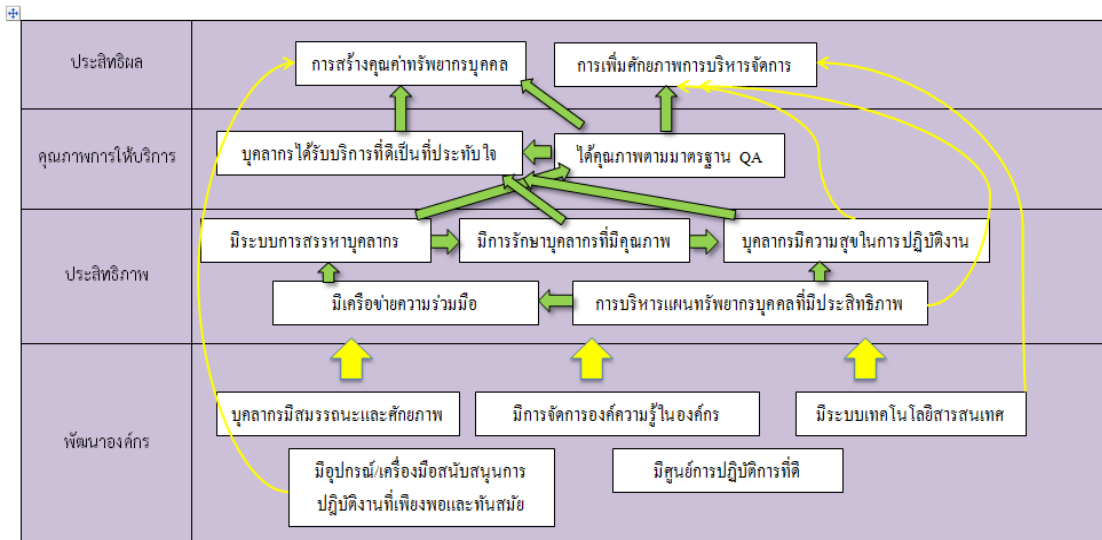 ประสิทธิผล
การสร้างคุณค่าทรัพยากรบุคคล
การเพิ่มศักยภาพการบริหารจัดการ
คุณภาพการให้บริการ
บุคลากรได้รับบริการที่ดีเป็นที่ประทับใจ
ได้คุณภาพตามมาตรฐาน QA
ประสิทธิภาพ
มีระบบการสรรหาบุคลากร
มีการรักษาบุคลากรที่มีคุณภาพ
บุคลากรมีความสุขในการปฏิบัติงาน
มีเครือข่ายความร่วมมือ
การบริหารแผนทรัพยากรบุคคลที่มีประสิทธิภาพ
พัฒนาองค์กร
บุคลากรมีสมรรถนะและศักยภาพ
มีการจัดการองค์ความรู้ในองค์กร
มีระบบเทคโนโลยีสารสนเทศ
มีอุปกรณ์/เครื่องมือสนับสนุนการ
ปฏิบัติงานที่เพียงพอและทันสมัย
มีศูนย์การปฏิบัติการที่ดี